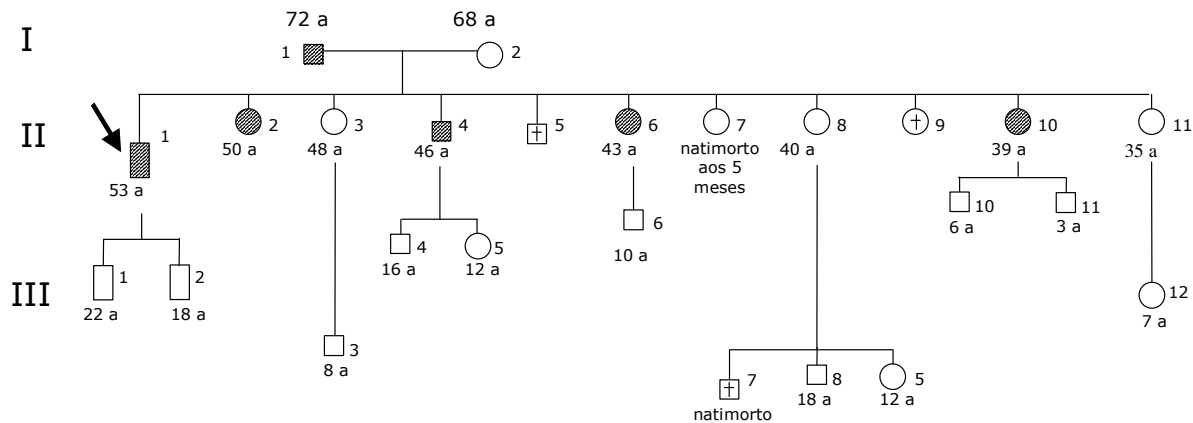 72 a 68 a
I
1 2
II
1 2 3 4 5 6 7 8 9 10 11
53 a 50 a 48 a 46 a 43 a natimorto aos 5 meses 40 a 39 a 35 a
III
1 2
22 a 18 a
3
8 a
4 5
16 a 12 a
6
10 a
7 8 5
natimorto 18 a 12 a
10 11
6 a 3 a
12
7 a